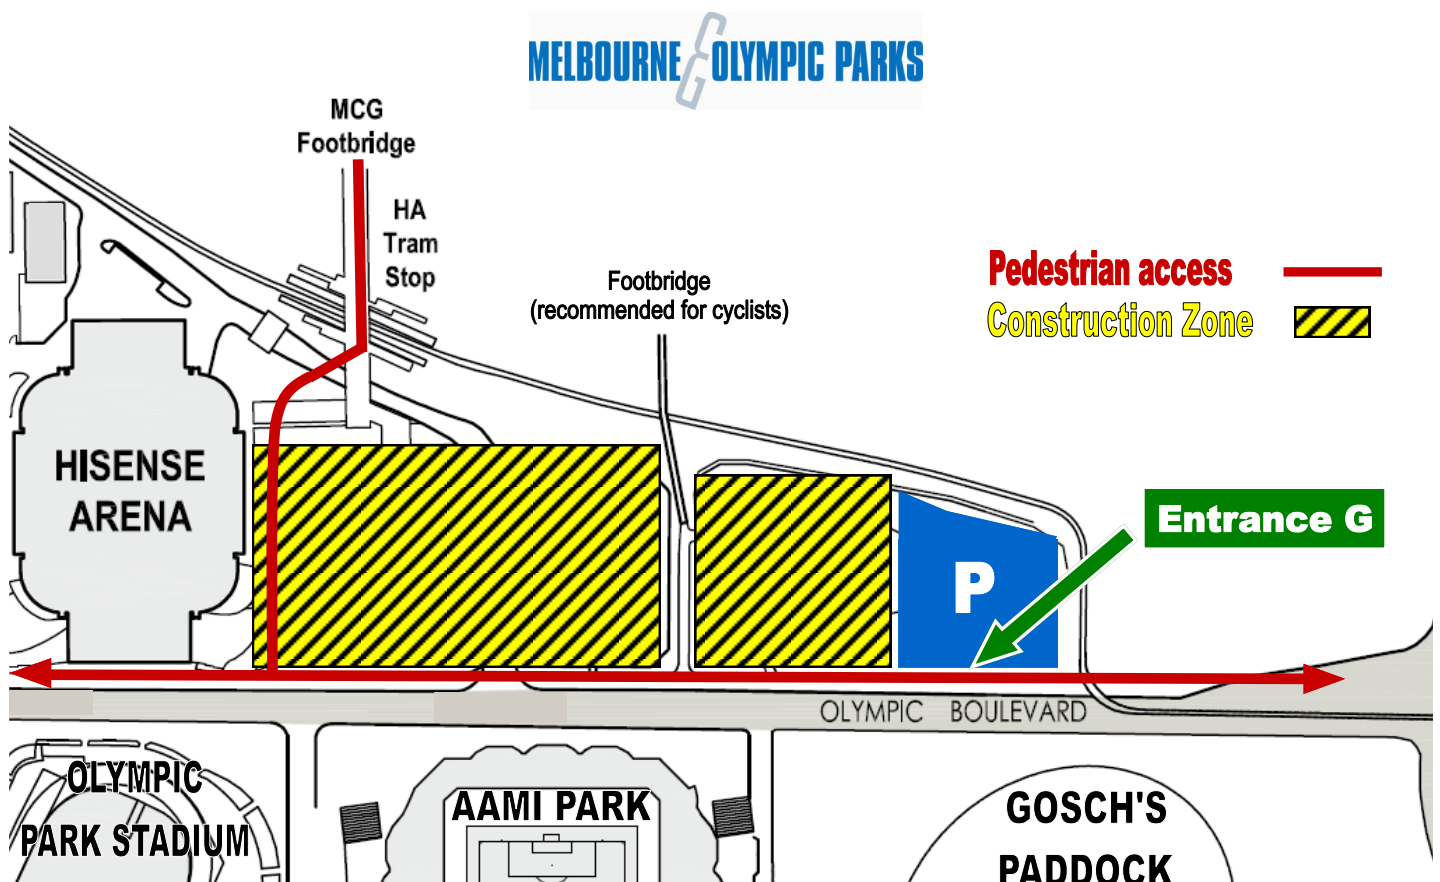 MELBOURNE & OLYMPIC PARKS
MCG
Footbridge
HA
Tram
Stop
Footbridge
(recommended for cyclists)
Pedestrian access
Construction Zone
HISENSE
ARENA
Entrance G
P
OLYMPIC BOULEVARD
OLYMPIC
PARK STADIUM
AAMI PARK
GOSCH'S
PADDOCK